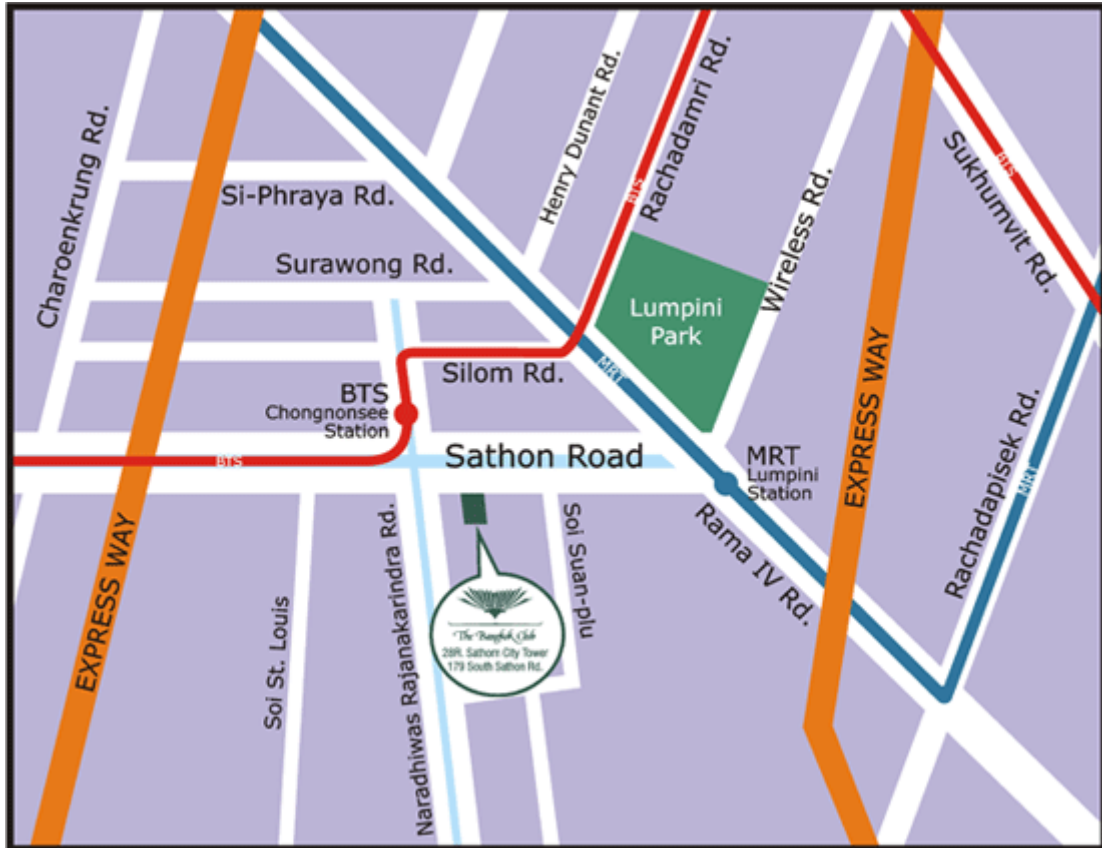 Henry Dunant Rd.
Rachadamri Rd.
BTS
Charoenkrung Rd.
Si-Phraya Rd.
Sukhumvit Rd.
BTS
Wireless Rd.
Surawong Rd.
Lumpini
Park
Silom Rd.
MRT
BTS
Chongnonsee
Station
EXPRESS WAY
Rachadapisek Rd.
MRT
BTS
Sathon Road
MRT
Lumpini
Station
Rama IV Rd.
EXPRESS WAY
Soi St. Louis
Naradhiwas Rajanakarindra Rd.
Soi Suan-plu
The Bangkok Club
28R. Sathorn City Tower
179 South Sathon Rd.